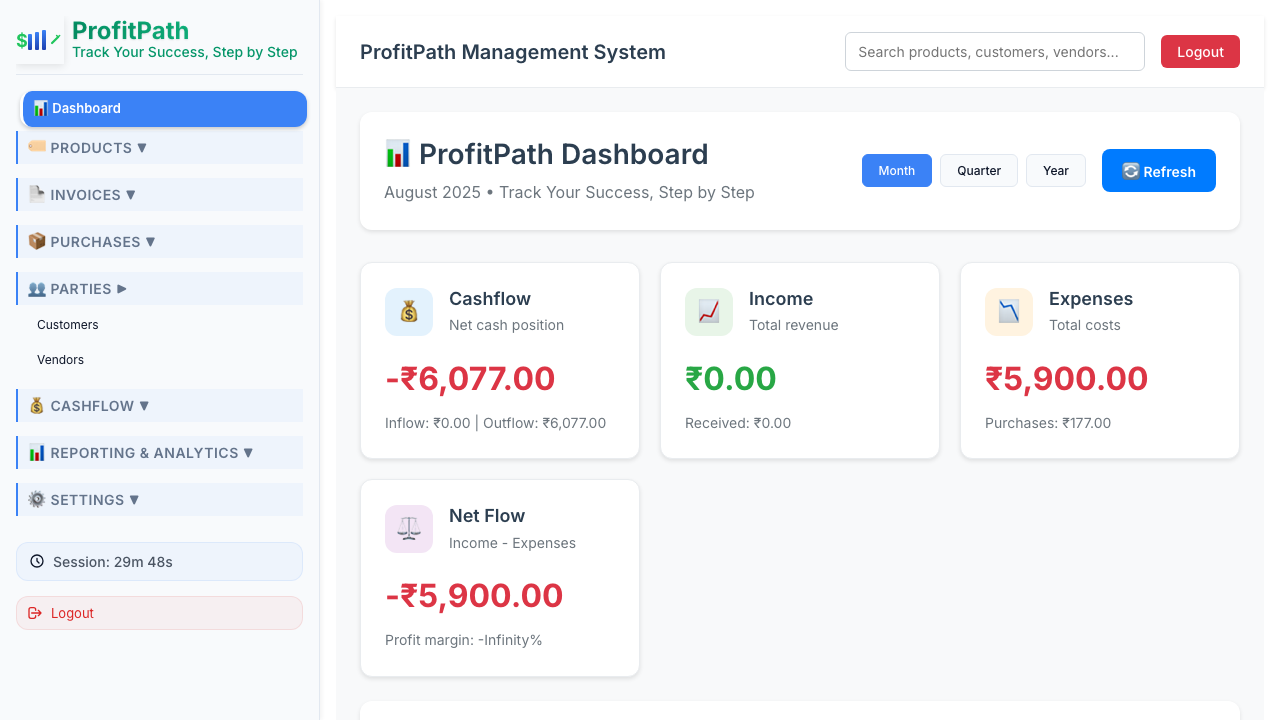 ProfitPath
Track Your Success, Step by Step
📊 Dashboard
🏷️ PRODUCTS ▼
📄 INVOICES ▼
📦 PURCHASES ▼
👥 PARTIES ▶
Customers
Vendors
💰 CASHFLOW ▼
📊 REPORTING & ANALYTICS ▼
⚙️ SETTINGS ▼
Session: 29m 48s
Logout
ProfitPath Management System
Search products, customers, vendors...
Logout
📊 ProfitPath Dashboard
August 2025 • Track Your Success, Step by Step
Month
Quarter
Year
🔄 Refresh
Cashflow
Net cash position
-₹6,077.00
Inflow: ₹0.00 | Outflow: ₹6,077.00
Income
Total revenue
₹0.00
Received: ₹0.00
Expenses
Total costs
₹5,900.00
Purchases: ₹177.00
Net Flow
Income - Expenses
-₹5,900.00
Profit margin: -Infinity%